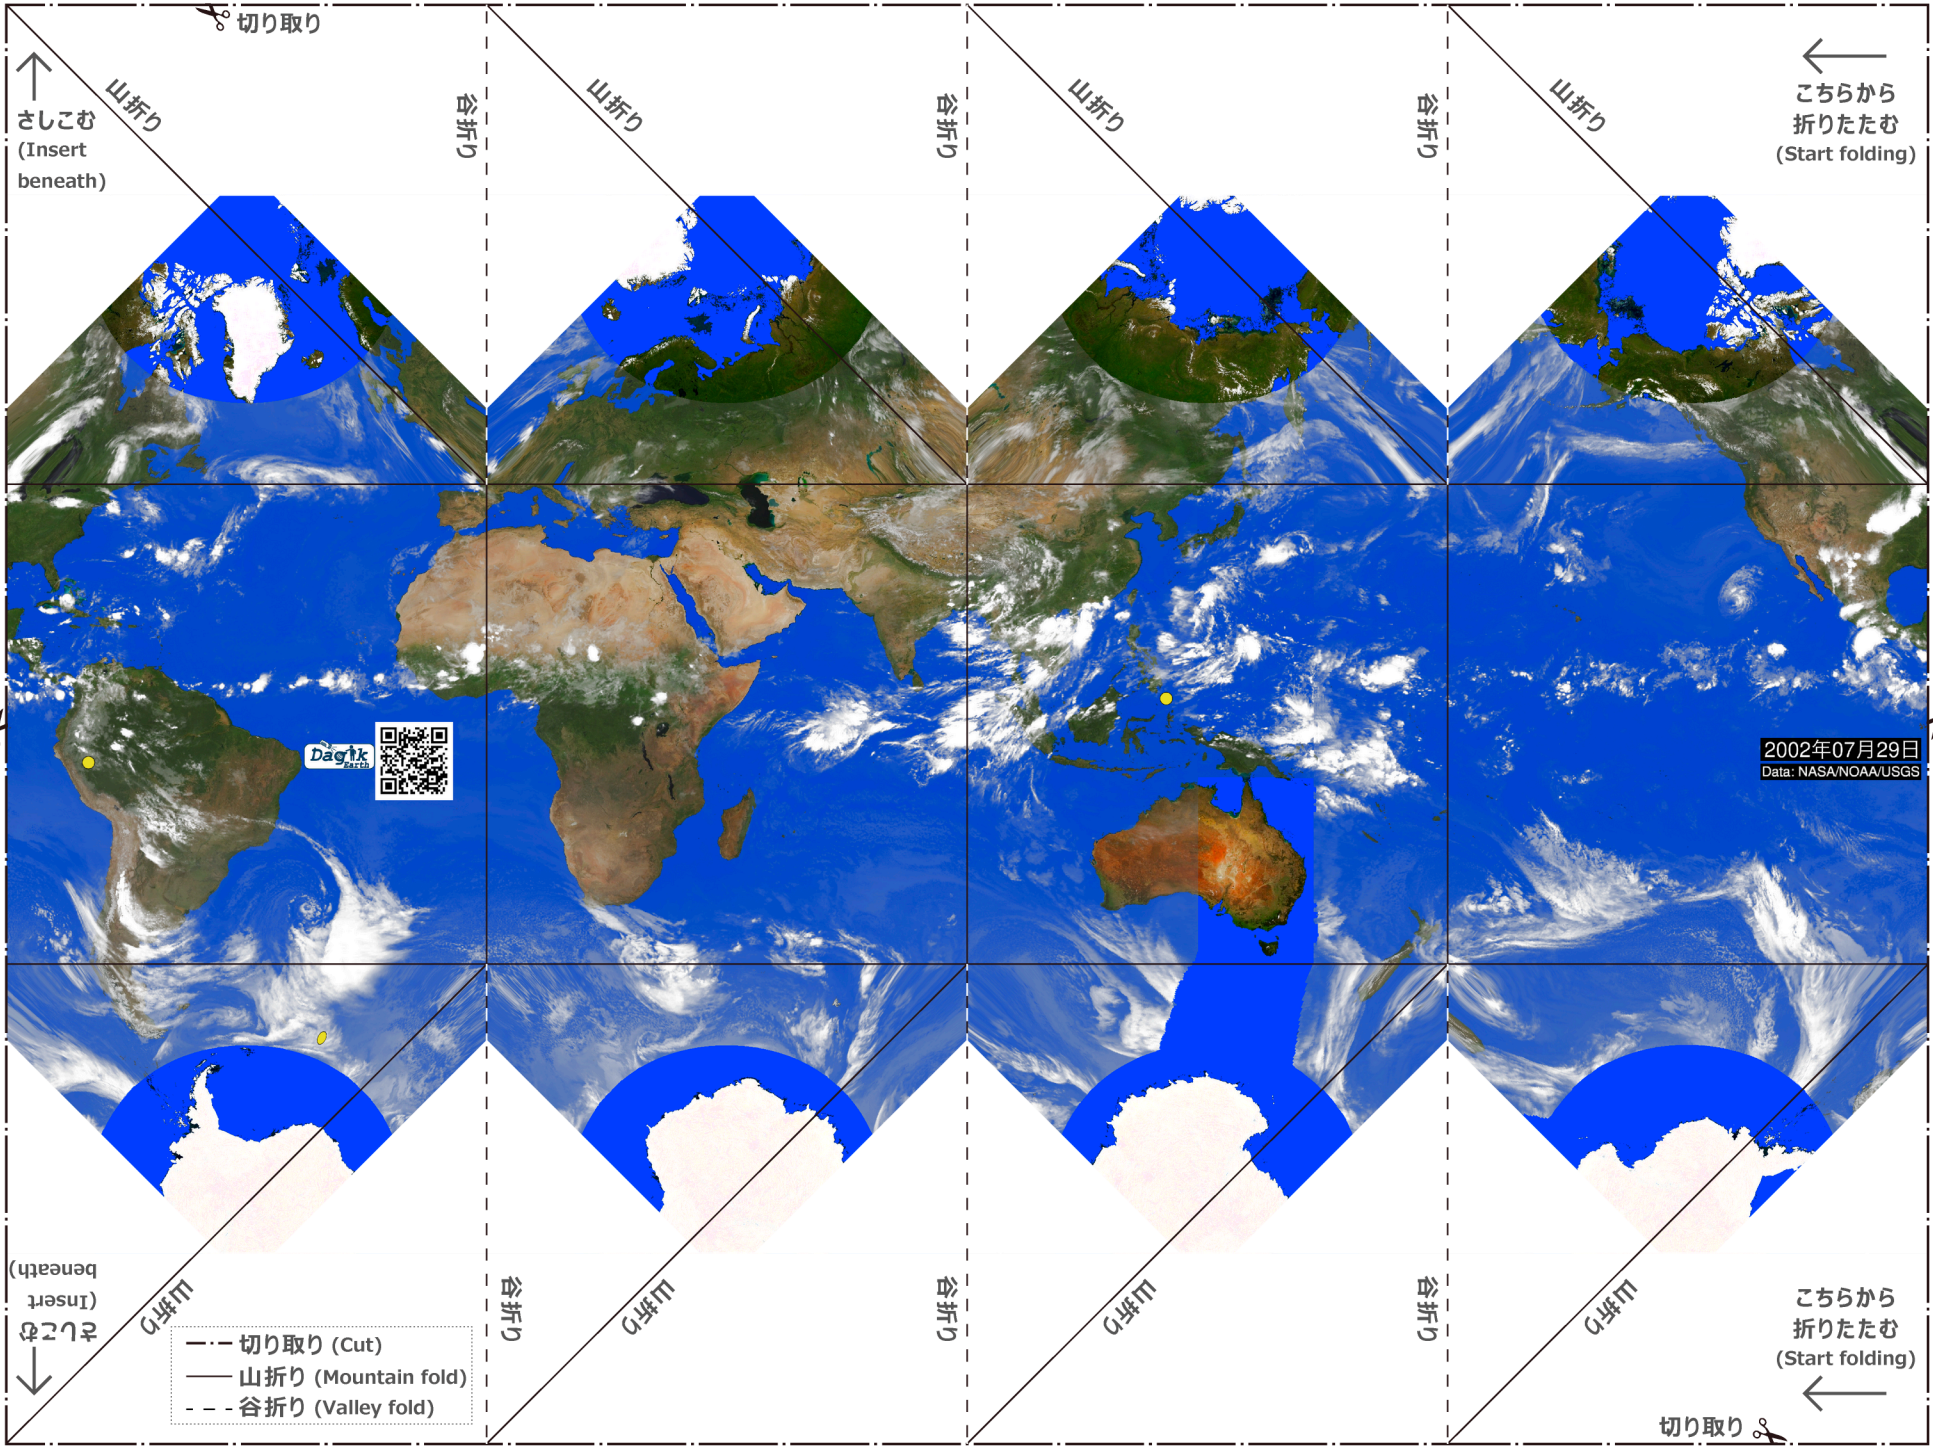 切り取り
山折り
谷折り
山折り
谷折り
山折り
谷折り
山折り
こちらから
折りたたむ
(Start folding)
さしこむ
(Insert
beneath)
Dagik
Earth
2002年07月29日
Data: NASA/NOAA/USGS
さしこむ
(Insert
beneath)
山折り
谷折り
山折り
谷折り
山折り
谷折り
山折り
こちらから
折りたたむ
(Start folding)
切り取り (Cut)
山折り (Mountain fold)
谷折り (Valley fold)
切り取り